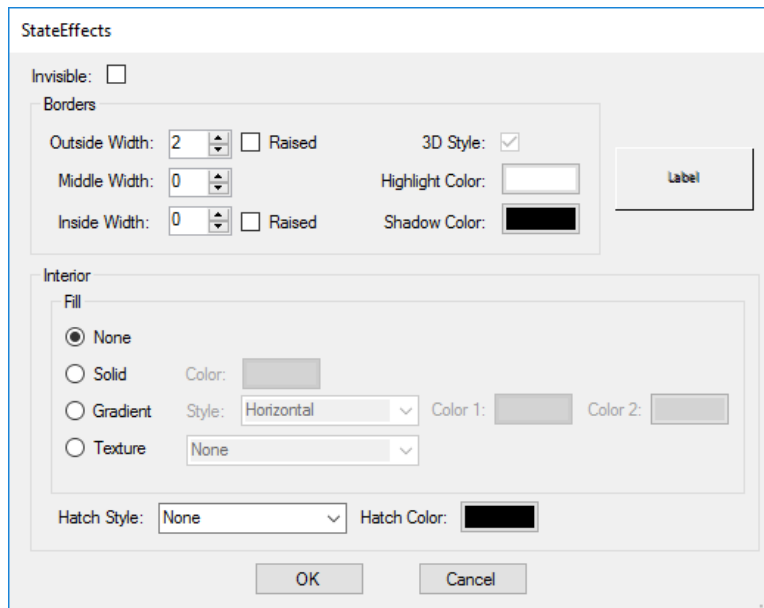 StateEffects
Invisible:
Borders
Outside Width: 2 Raised 3D Style:
Middle Width: 0 Highlight Color:
Inside Width: 0 Raised Shadow Color:
Label
Interior
Fill
None
Solid Color:
Gradient Style: Horizontal Color 1: Color 2:
Texture None
Hatch Style: None Hatch Color:
OK Cancel